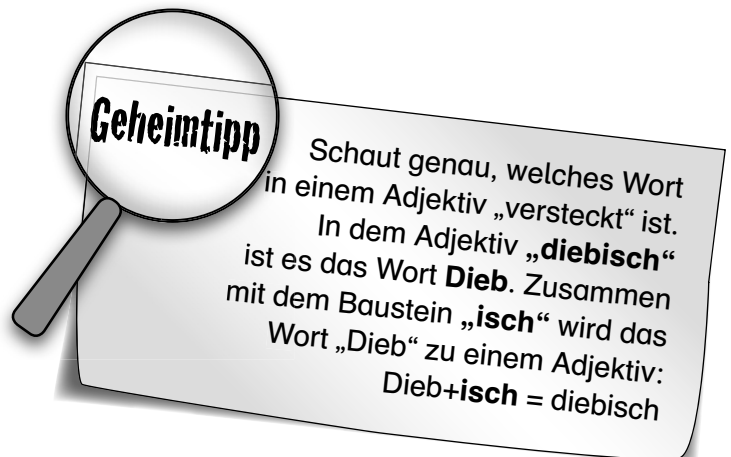 Geheimtipp
Schaut genau, welches Wort
in einem Adjektiv „versteckt“ ist.
In dem Adjektiv „diebisch“
ist es das Wort Dieb. Zusammen
mit dem Baustein „isch“ wird das
Wort „Dieb“ zu einem Adjektiv:
Dieb+isch = diebisch